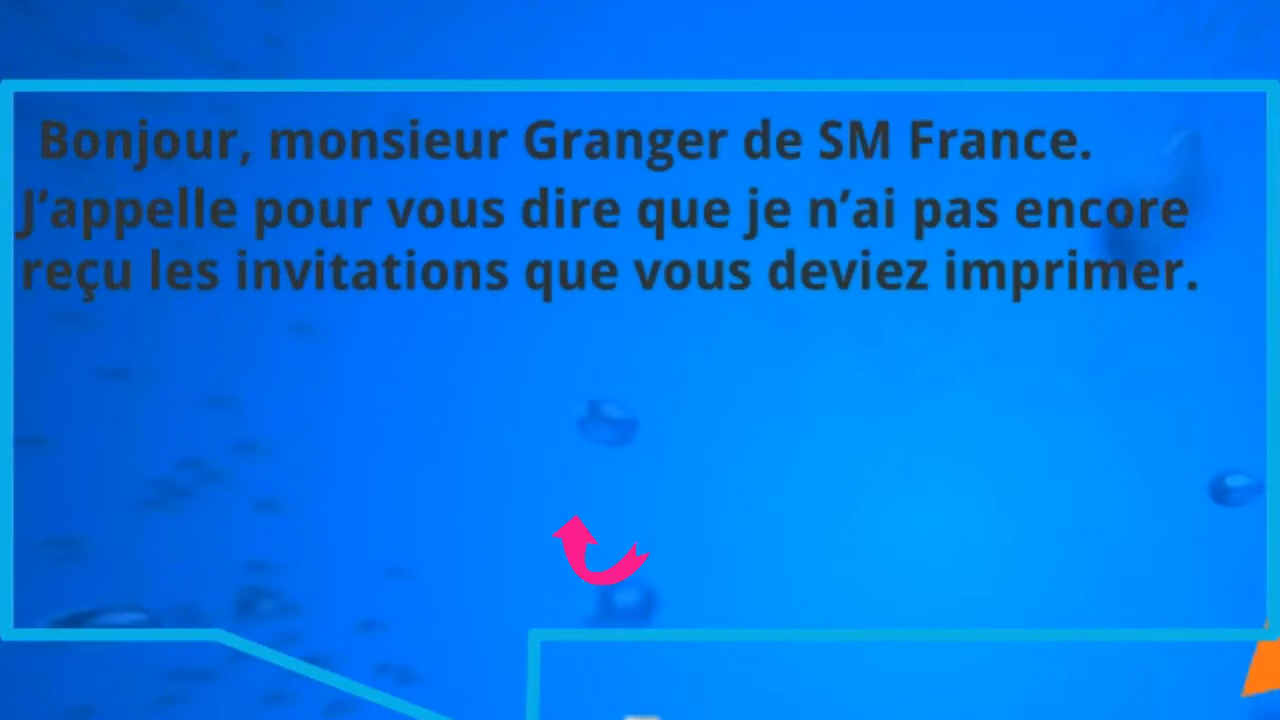 Bonjour, monsieur Granger de SM France.
J’appelle pour vous dire que je n’ai pas encore
reçu les invitations que vous deviez imprimer.